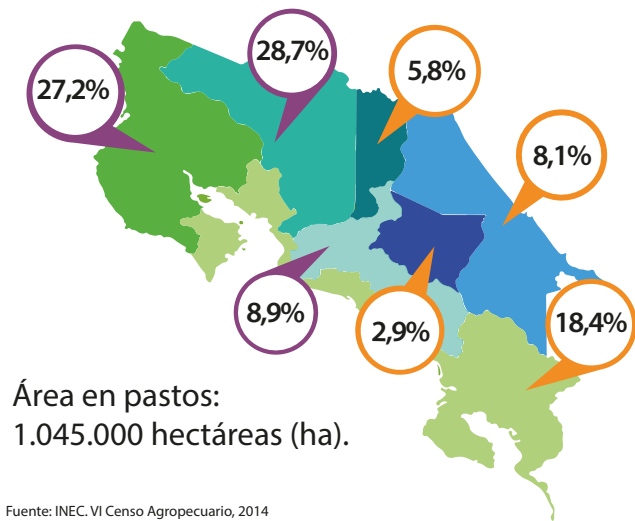 28,7%
27,2%
5,8%
8,1%
8,9%
2,9%
18,4%
Área en pastos:
1.045.000 hectáreas (ha).
Fuente: INEC. VI Censo Agropecuario, 2014